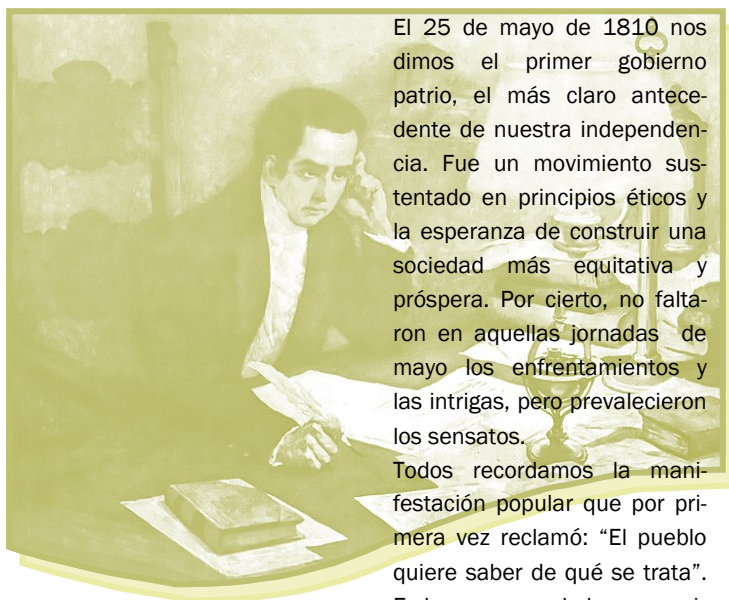 El 25 de mayo de 1810 nos
dimos el primer gobierno
patrio, el más claro antece-
dente de nuestra independen-
cia. Fue un movimiento sus-
tentado en principios éticos y
la esperanza de construir una
sociedad más equitativa y
próspera. Por cierto, no falta-
ron en aquellas jornadas de
mayo los enfrentamientos y
las intrigas, pero prevalecieron
los sensatos.
Todos recordamos la mani-
festación popular que por pri-
mera vez reclamó: “El pueblo
quiere saber de qué se trata”.